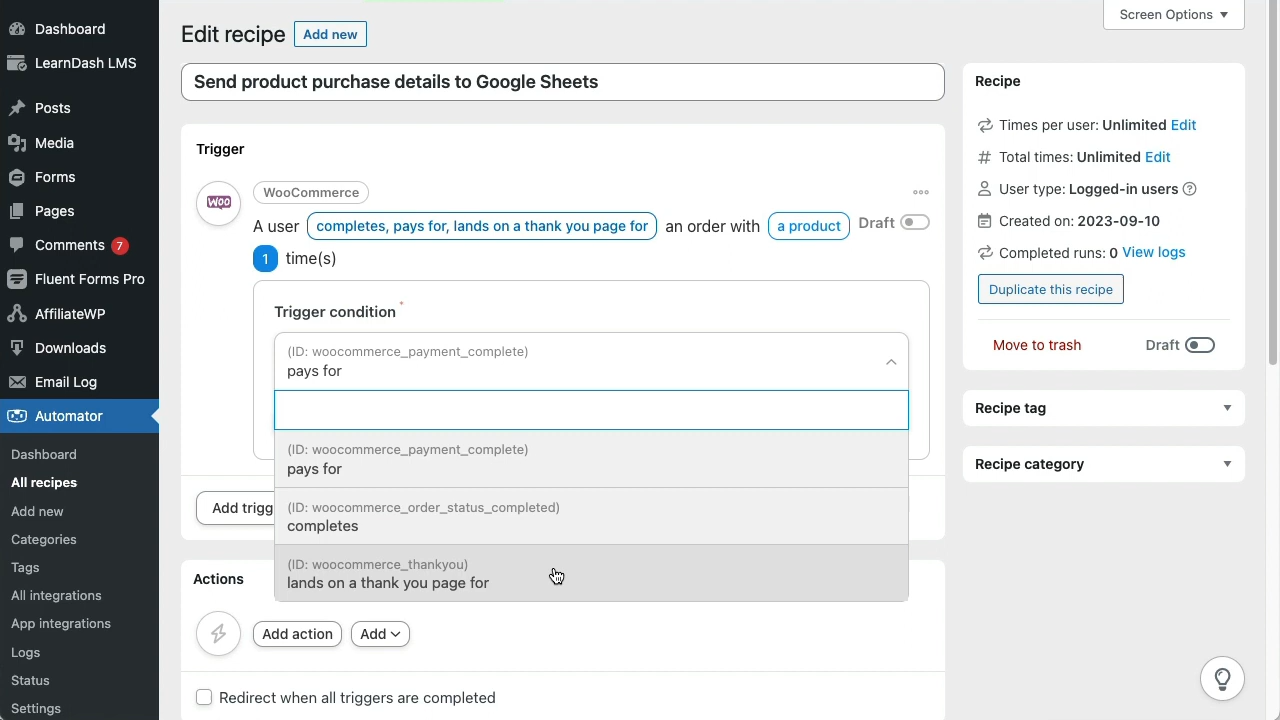 Dashboard
LearnDash LMS
Posts
Media
Forms
Pages
Comments 7
Fluent Forms Pro
AffiliateWP
Downloads
Email Log
Automator
Dashboard
All recipes
Add new
Categories
Tags
All integrations
App integrations
Logs
Status
Settings
Screen Options
Edit recipe Add new
Send product purchase details to Google Sheets
Trigger
WOO WooCommerce
A user completes, pays for, lands on a thank you page for an order with a product Draft
1 time(s)
Trigger condition *
(ID: woocommerce_payment_complete)
pays for
(ID: woocommerce_payment_complete)
pays for
(ID: woocommerce_order_status_completed)
completes
(ID: woocommerce_thankyou)
lands on a thank you page for
Add trigg
Actions
Add action Add
Redirect when all triggers are completed
Recipe
Times per user: Unlimited Edit
# Total times: Unlimited Edit
User type: Logged-in users ?
Created on: 2023-09-10
Completed runs: 0 View logs
Duplicate this recipe
Move to trash Draft
Recipe tag
Recipe category